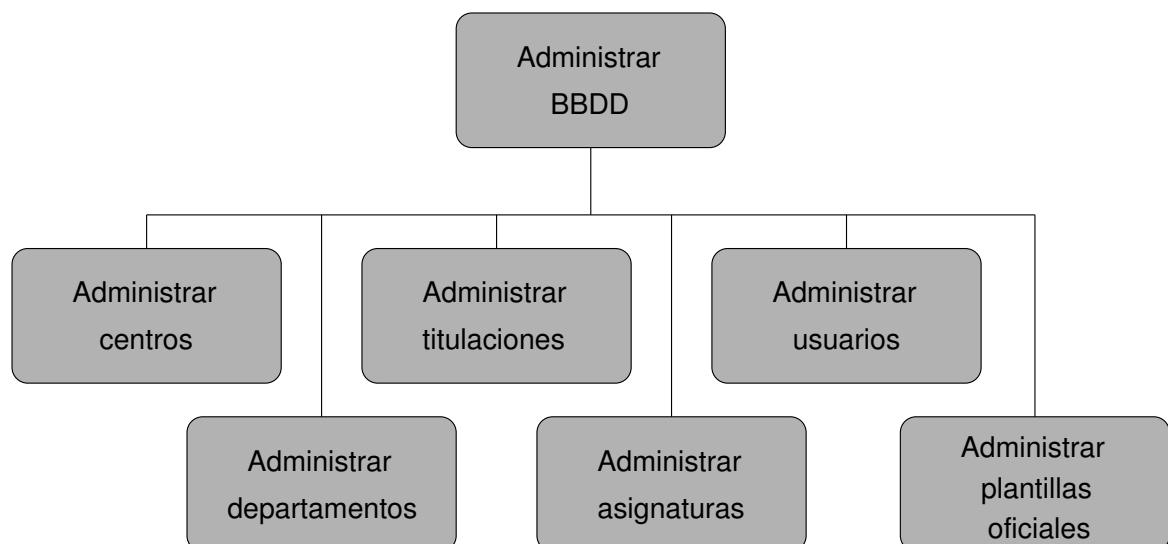 Administrar
BBDD
Administrar
centros
Administrar
titulaciones
Administrar
usuarios
Administrar
departamentos
Administrar
asignaturas
Administrar
plantillas
oficiales